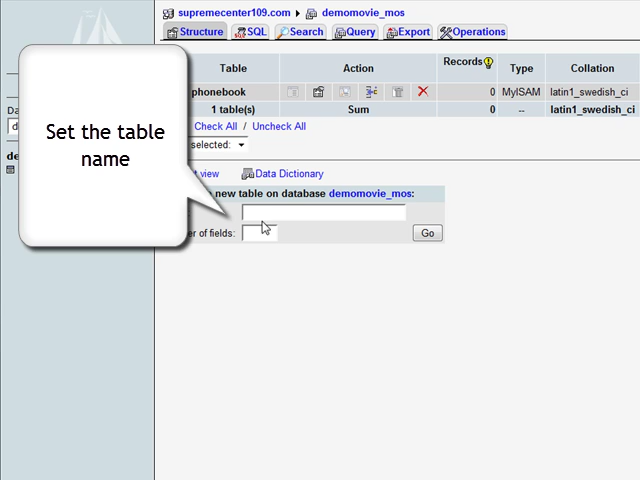 supremecenter109.com ▸ demomovie_mos
Structure SQL Search Query Export Operations
Table Action Records Type Collation
phonebook 0 MyISAM latin1_swedish_ci
1 table(s) Sum 0 -- latin1_swedish_ci
Check All / Uncheck All
selected:
view Data Dictionary
new table on database demomovie_mos:
er of fields: Go
Set the table
name